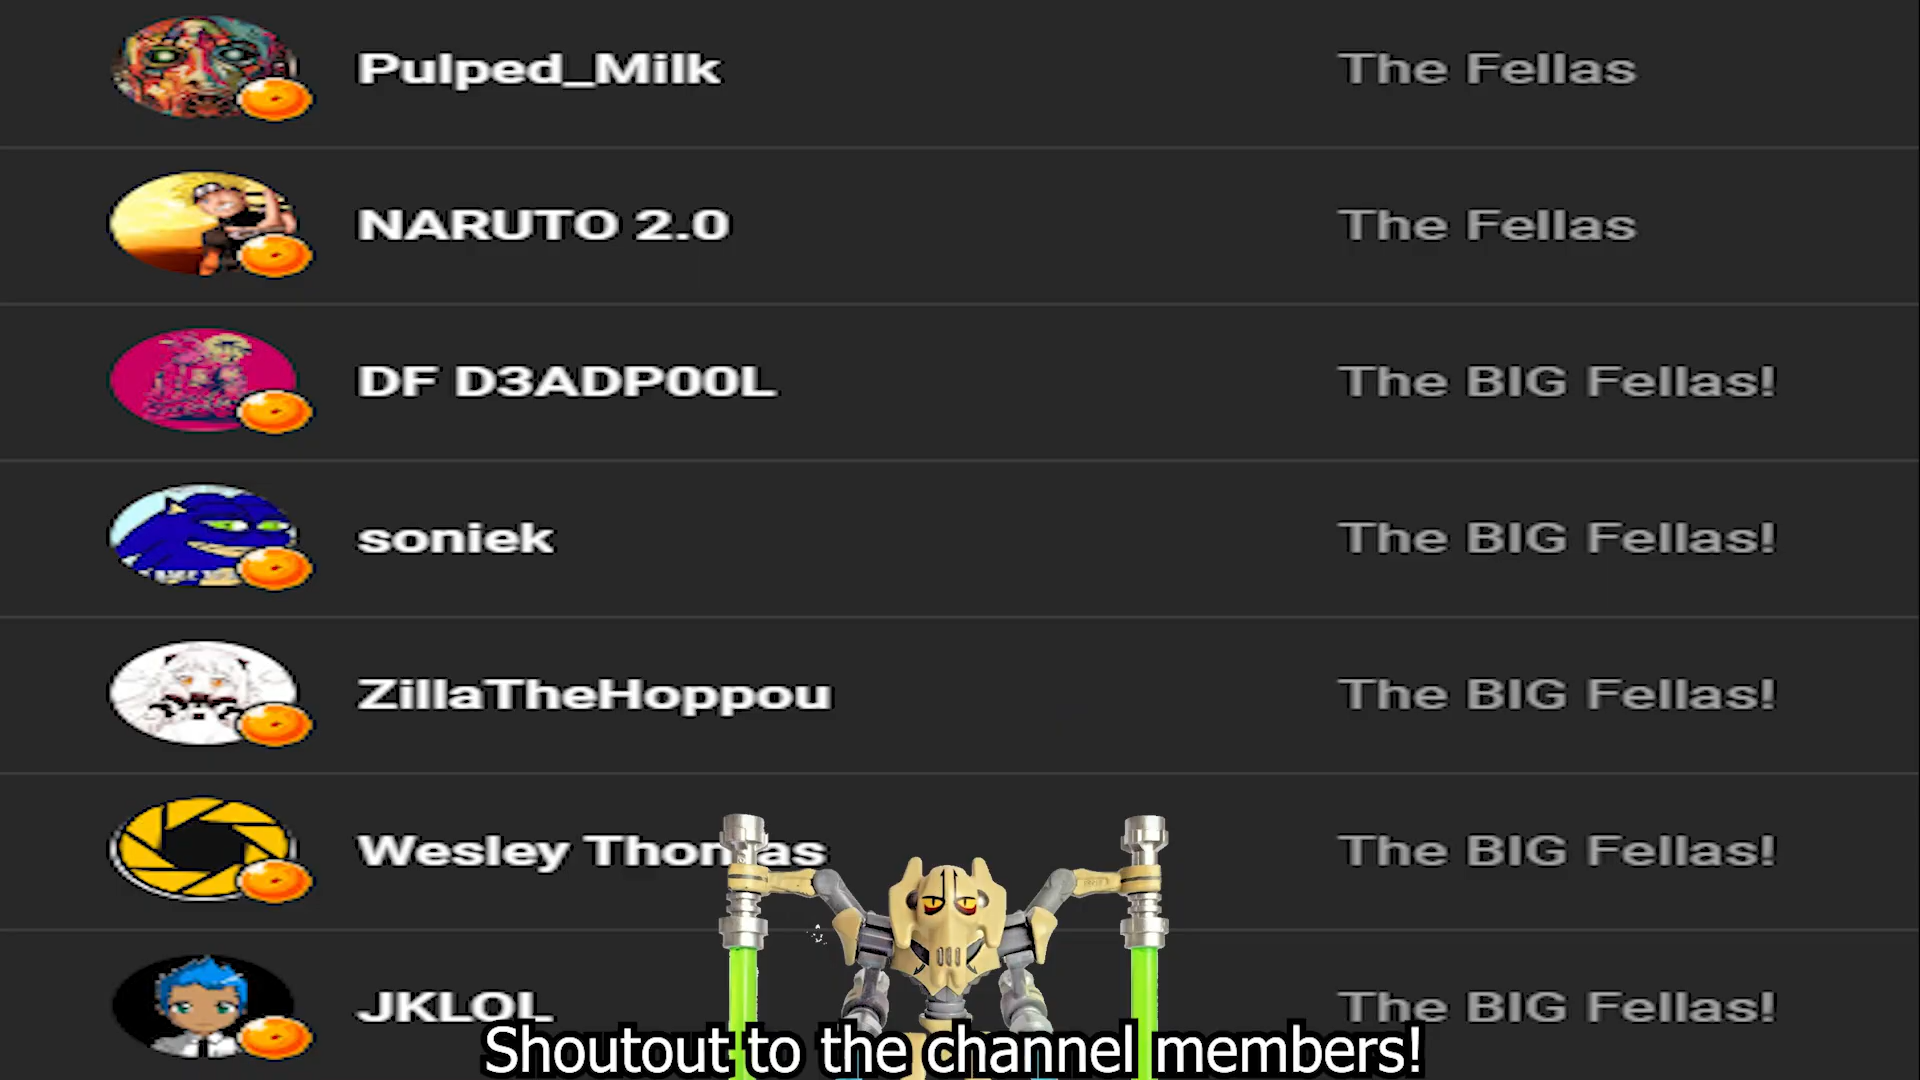 Pulped_Milk The Fellas
NARUTO 2.0 The Fellas
DF D3ADP00L The BIG Fellas!
soniek The BIG Fellas!
ZillaTheHoppou The BIG Fellas!
Wesley Thomas The BIG Fellas!
JKLOL The BIG Fellas!
Shoutout to the channel members!